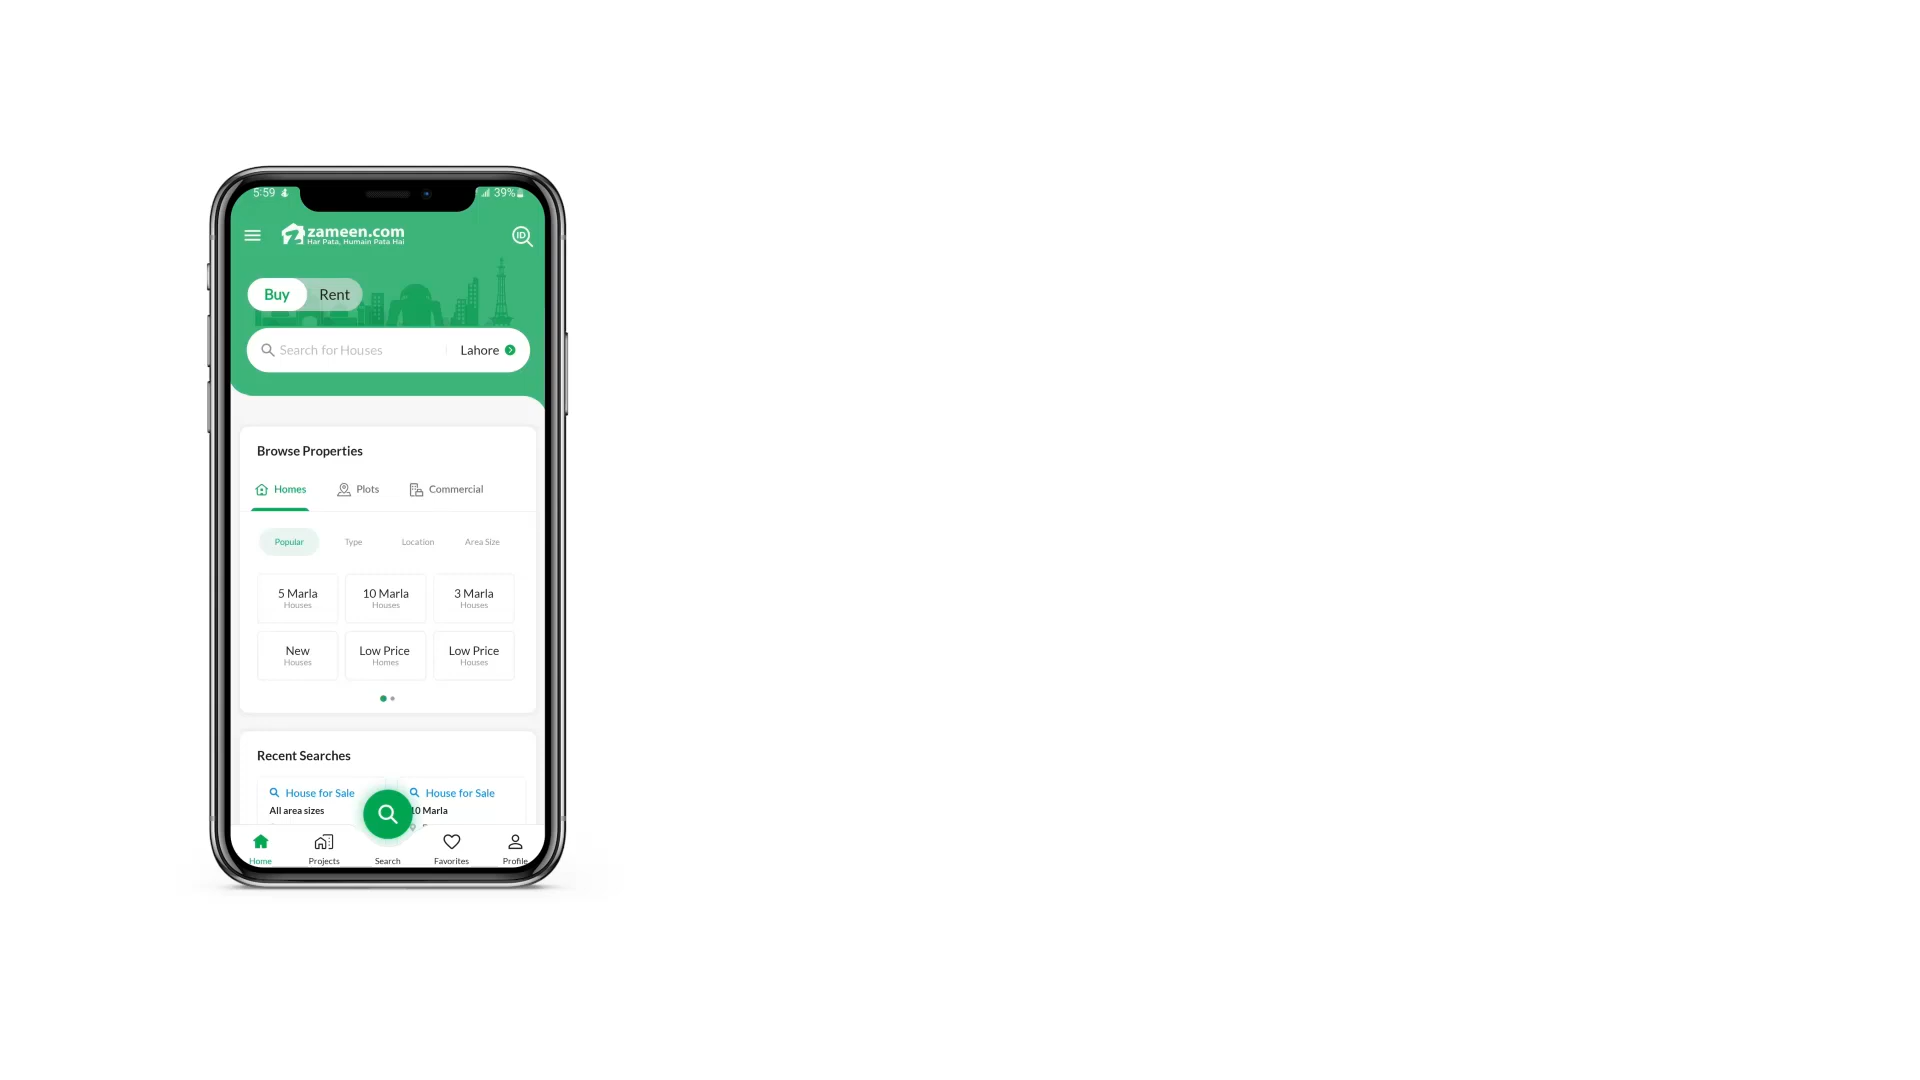 5:59
39%
zameen.com
Har Pata, Humain Pata Hai
ID
Buy Rent
Search for Houses Lahore
Browse Properties
Homes Plots Commercial
Popular Type Location Area Size
5 Marla 10 Marla 3 Marla
Houses Houses Houses
New Low Price Low Price
Houses Homes Houses
Recent Searches
House for Sale House for Sale
All area sizes 10 Marla
Home Projects Search Favorites Profile